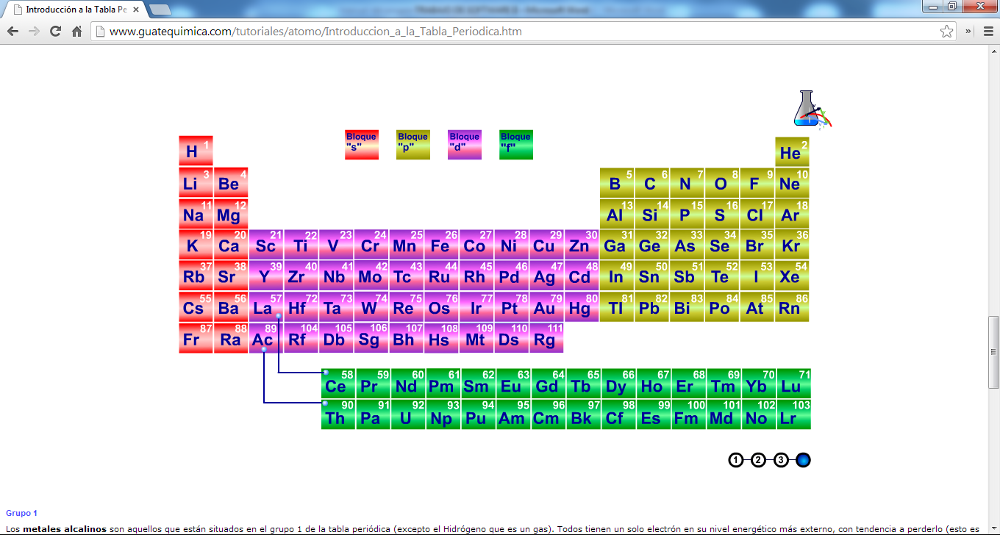 Introducción a la Tabla Pe
www.guatequimica.com/tutoriales/atomo/Introduccion_a_la_Tabla_Periodica.htm
Bloque "s" Bloque "p" Bloque "d" Bloque "f"
H 1 He 2
Li 3 Be 4 B 5 C 6 N 7 O 8 F 9 Ne 10
Na 11 Mg 12 Al 13 Si 14 P 15 S 16 Cl 17 Ar 18
K 19 Ca 20 Sc 21 Ti 22 V 23 Cr 24 Mn 25 Fe 26 Co 27 Ni 28 Cu 29 Zn 30 Ga 31 Ge 32 As 33 Se 34 Br 35 Kr 36
Rb 37 Sr 38 Y 39 Zr 40 Nb 41 Mo 42 Tc 43 Ru 44 Rh 45 Pd 46 Ag 47 Cd 48 In 49 Sn 50 Sb 51 Te 52 I 53 Xe 54
Cs 55 Ba 56 La 57 Hf 72 Ta 73 W 74 Re 75 Os 76 Ir 77 Pt 78 Au 79 Hg 80 Tl 81 Pb 82 Bi 83 Po 84 At 85 Rn 86
Fr 87 Ra 88 Ac 89 Rf 104 Db 105 Sg 106 Bh 107 Hs 108 Mt 109 Ds 110 Rg 111
Ce 58 Pr 59 Nd 60 Pm 61 Sm 62 Eu 63 Gd 64 Tb 65 Dy 66 Ho 67 Er 68 Tm 69 Yb 70 Lu 71
Th 90 Pa 91 U 92 Np 93 Pu 94 Am 95 Cm 96 Bk 97 Cf 98 Es 99 Fm 100 Md 101 No 102 Lr 103
1 2 3
Grupo 1
Los metales alcalinos son aquellos que están situados en el grupo 1 de la tabla periódica (excepto el Hidrógeno que es un gas). Todos tienen un solo electrón en su nivel energético más externo, con tendencia a perderlo (esto es